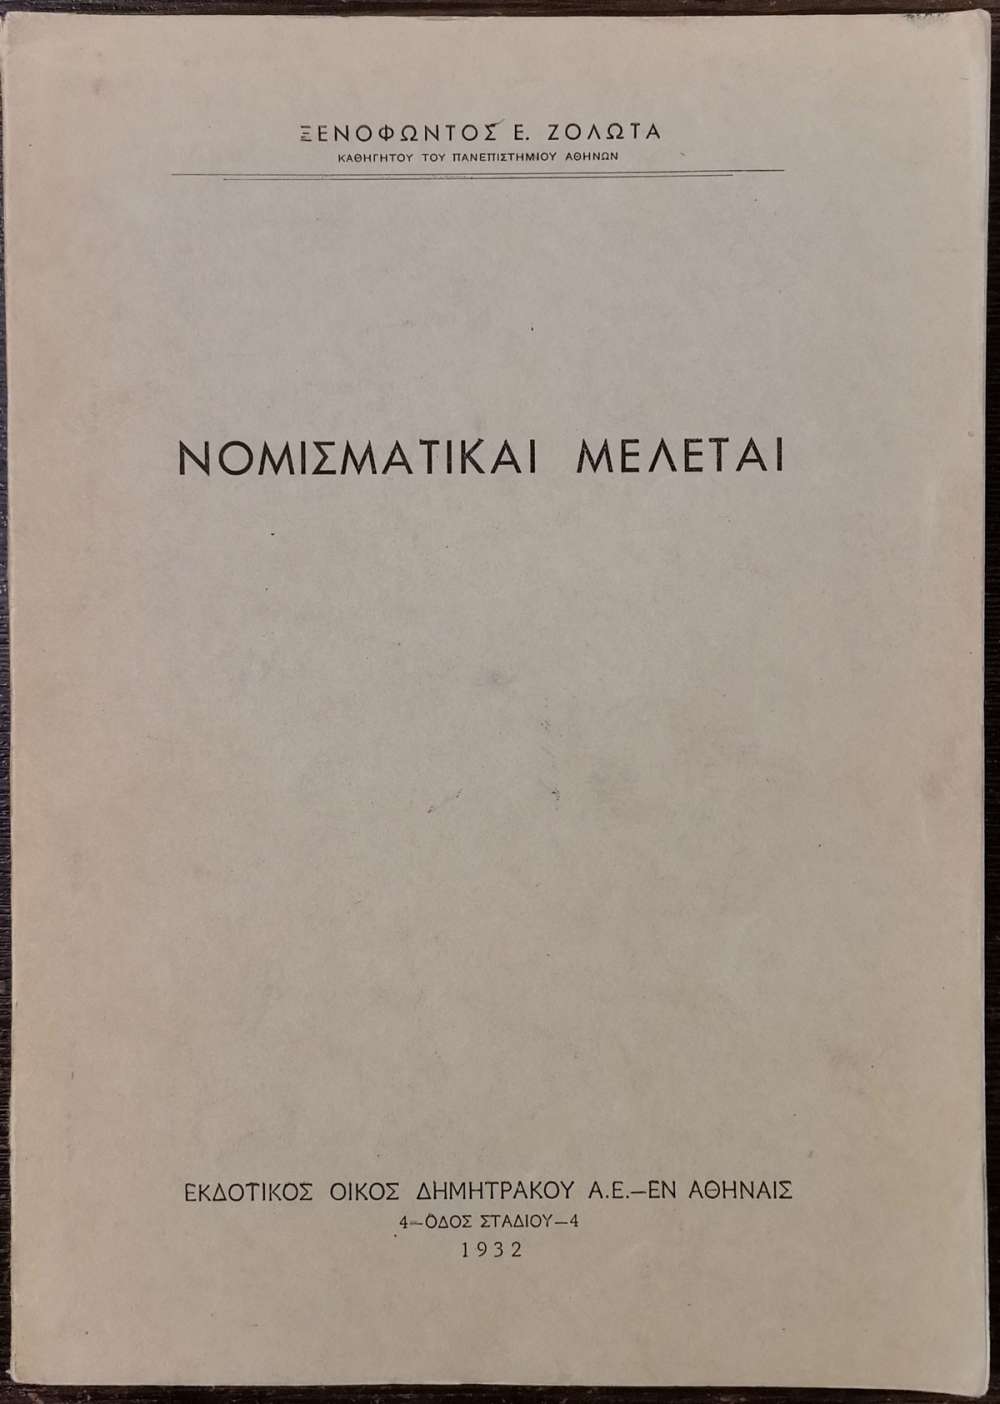 ΞΕΝΟΦΩΝΤΟΣ Ε. ΖΟΛΩΤΑ
ΚΑΘΗΓΗΤΟΥ ΤΟΥ ΠΑΝΕΠΙΣΤΗΜΙΟΥ ΑΘΗΝΩΝ
ΝΟΜΙΣΜΑΤΙΚΑΙ ΜΕΛΕΤΑΙ
ΕΚΔΟΤΙΚΟΣ ΟΙΚΟΣ ΔΗΜΗΤΡΑΚΟΥ Α.Ε.—ΕΝ ΑΘΗΝΑΙΣ
4—ΟΔΟΣ ΣΤΑΔΙΟΥ—4
1932